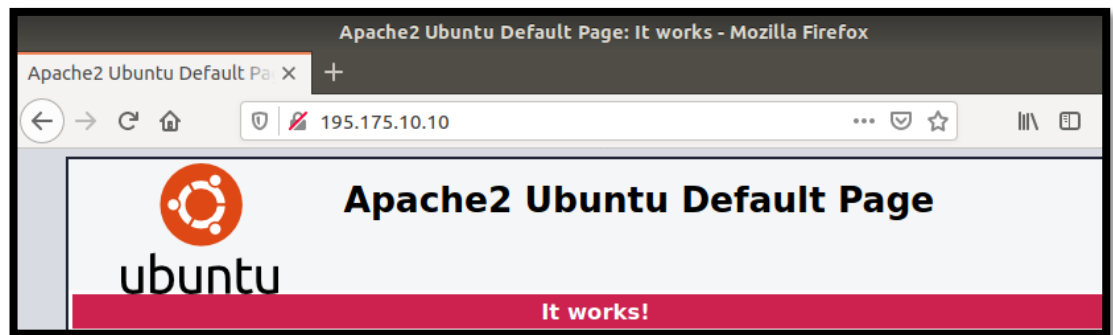 Apache2 Ubuntu Default Page: It works - Mozilla Firefox
Apache2 Ubuntu Default Pa
195.175.10.10
Apache2 Ubuntu Default Page
ubuntu
It works!